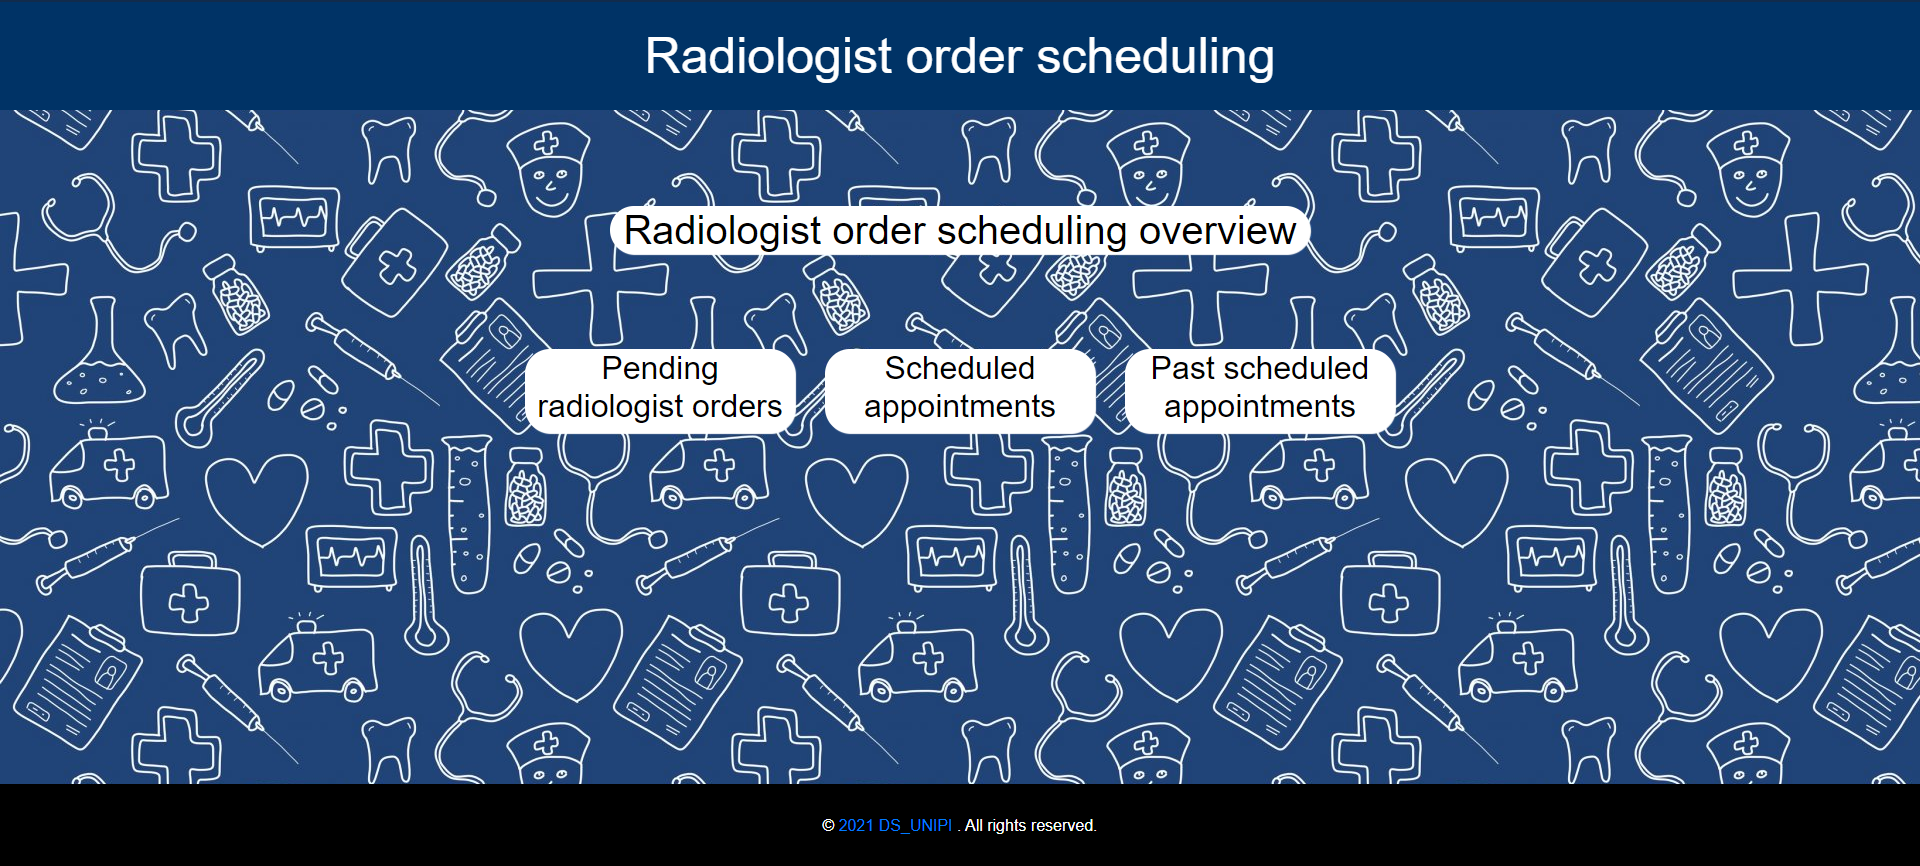 Radiologist order scheduling
Radiologist order scheduling overview
Pending
radiologist orders
Scheduled
appointments
Past scheduled
appointments
© 2021 DS_UNIPI . All rights reserved.